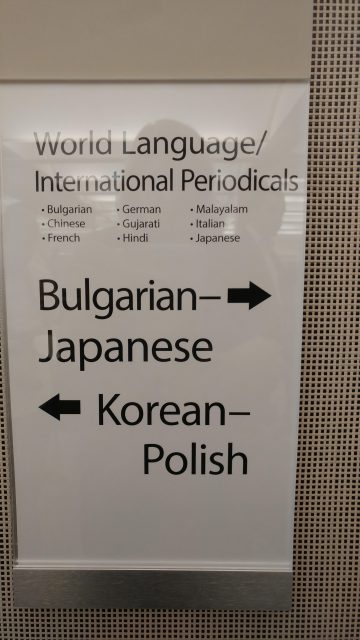 World Language/
International Periodicals
• Bulgarian • German • Malayalam
• Chinese • Gujarati • Italian
• French • Hindi • Japanese
Bulgarian– →
Japanese
← Korean–
Polish